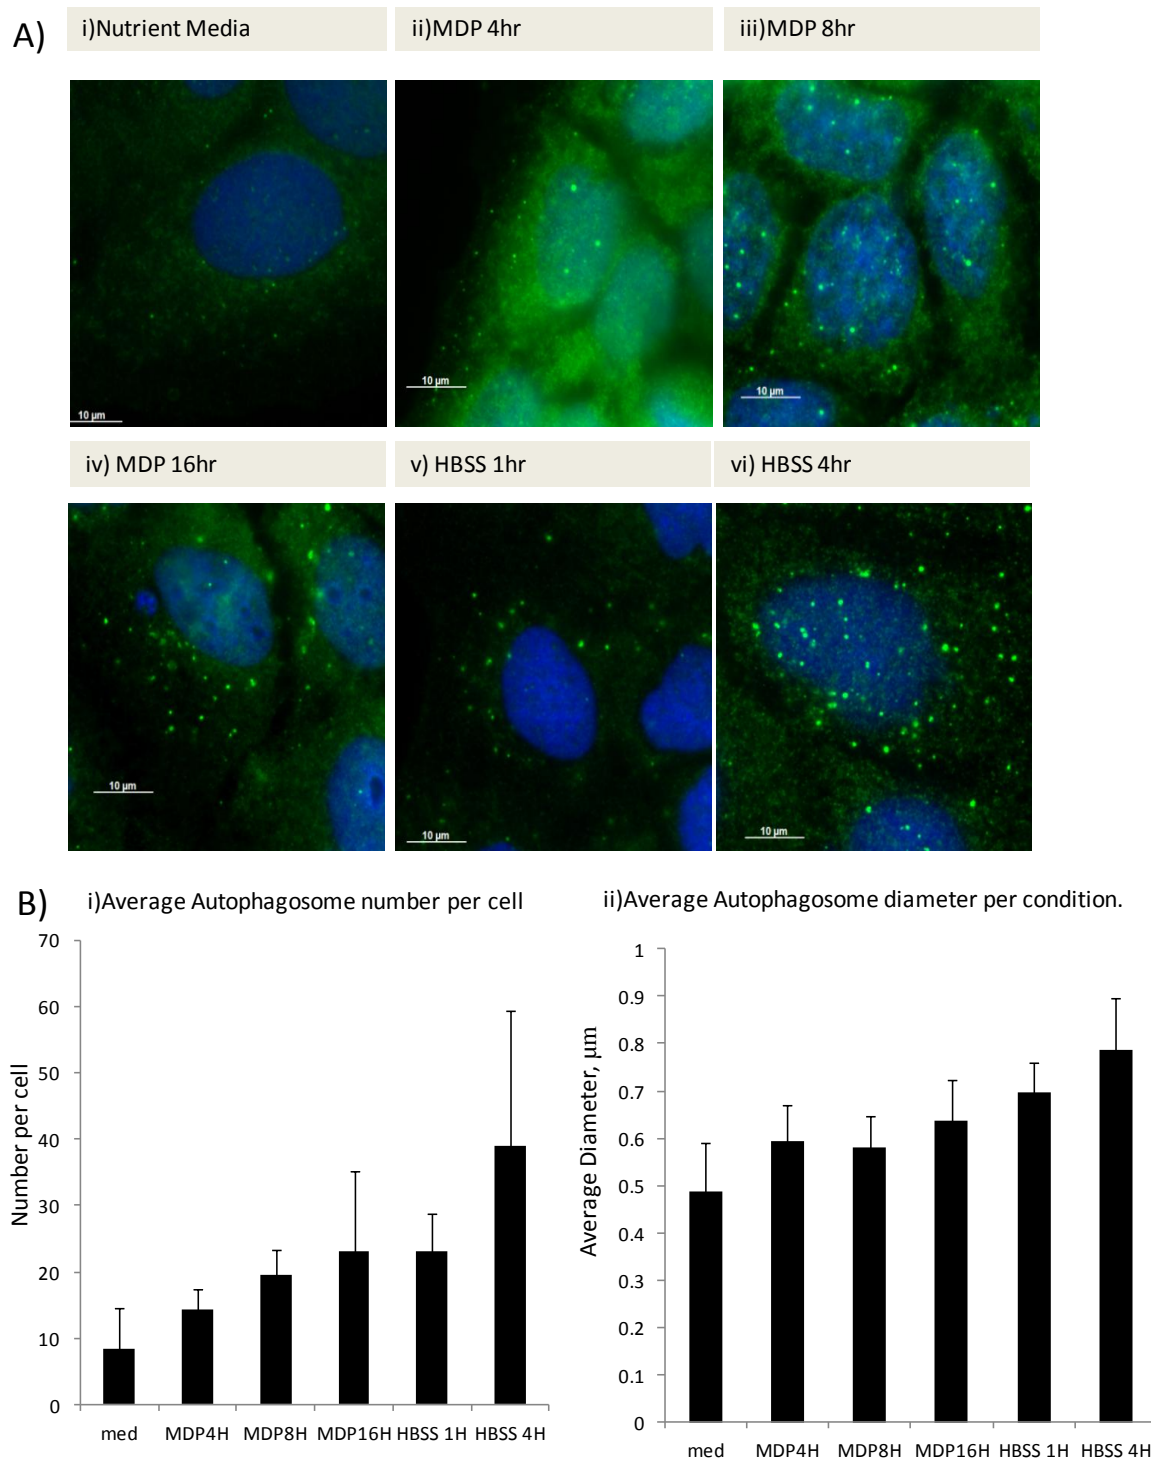 A)
i)Nutrient Media
ii)MDP 4hr
iii)MDP 8hr
10 µm
10 µm
10 µm
iv) MDP 16hr
v) HBSS 1hr
vi) HBSS 4hr
10 µm
10 µm
10 µm
B)
i)Average Autophagosome number per cell
Number per cell
70
60
50
40
30
20
10
0
med MDP4H MDP8H MDP16H HBSS 1H HBSS 4H
ii)Average Autophagosome diameter per condition.
Average Diameter, µm
1
0.9
0.8
0.7
0.6
0.5
0.4
0.3
0.2
0.1
0
med MDP4H MDP8H MDP16H HBSS 1H HBSS 4H